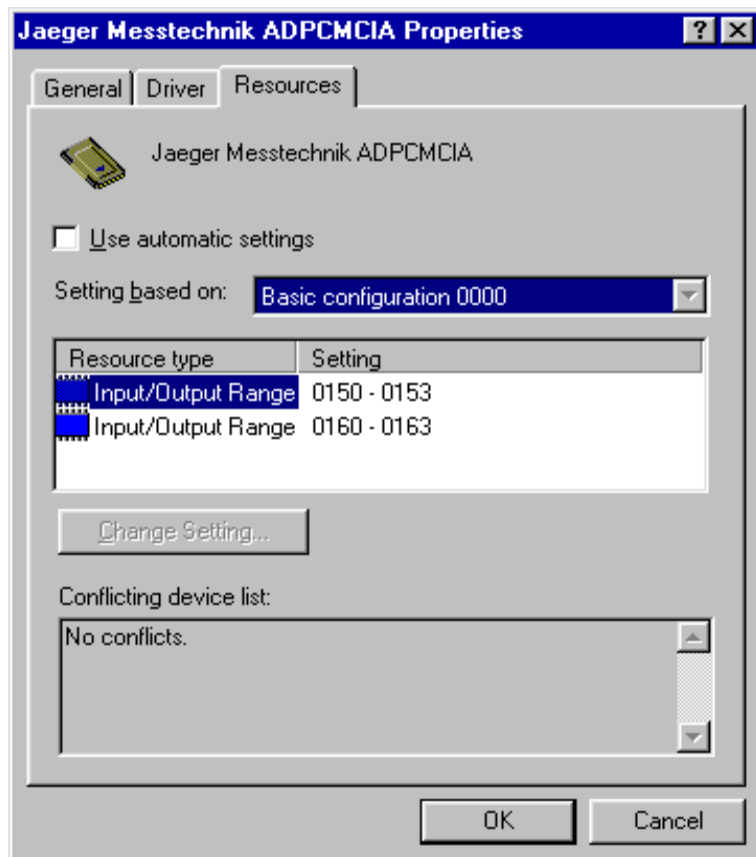 Jaeger Messtechnik ADPCMCIA Properties
General Driver Resources
Jaeger Messtechnik ADPCMCIA
Use automatic settings
Setting based on: Basic configuration 0000
Resource type Setting
Input/Output Range 0150 - 0153
Input/Output Range 0160 - 0163
Change Setting...
Conflicting device list:
No conflicts.
OK Cancel